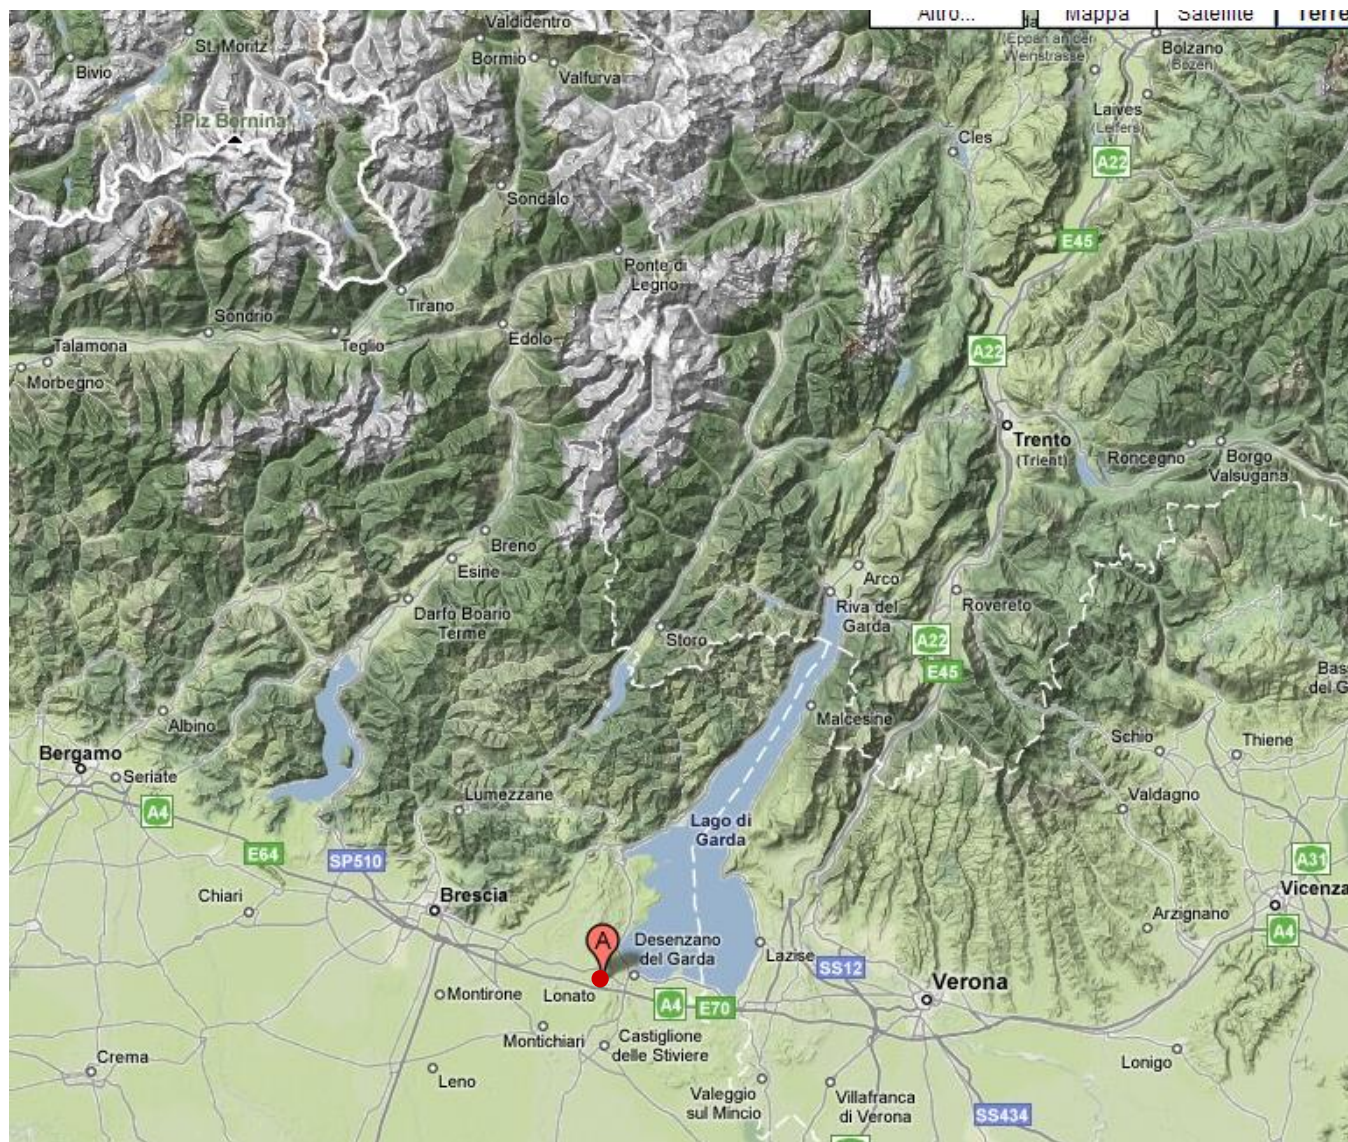 Altro...
Mappa
Satellite
Terre
Valdidentro
St. Moritz
Bivio
Bormio
Valfurva
da
(Eppan an der
Weinstrasse)
Bolzano
(Bozen)
Laives
(Leifers)
Piz Bernina
Cles
A22
Sondalo
E45
Ponte di
Legno
Tirano
Sondrio
Teglio
Edolo
Talamona
Morbegno
A22
Trento
(Trient)
Roncegno
Borgo
Valsugana
Breno
Esine
Arco
Darfo Boario
Terme
Riva del
Garda
Rovereto
Storo
A22
E45
Bas
del G
Albino
Malcesine
Schio
Thiene
Bergamo
Seriate
A4
Lumezzane
Valdagno
Lago di
Garda
E64
SP510
A31
Chiari
Brescia
Vicenza
Arzignano
A4
A
Desenzano
del Garda
Lazise
SS12
Verona
Montirone
Lonato
A4
E70
Montichiari
Castiglione
delle Stiviere
Crema
Leno
Lonigo
Valeggio
sul Mincio
Villafranca
di Verona
SS434